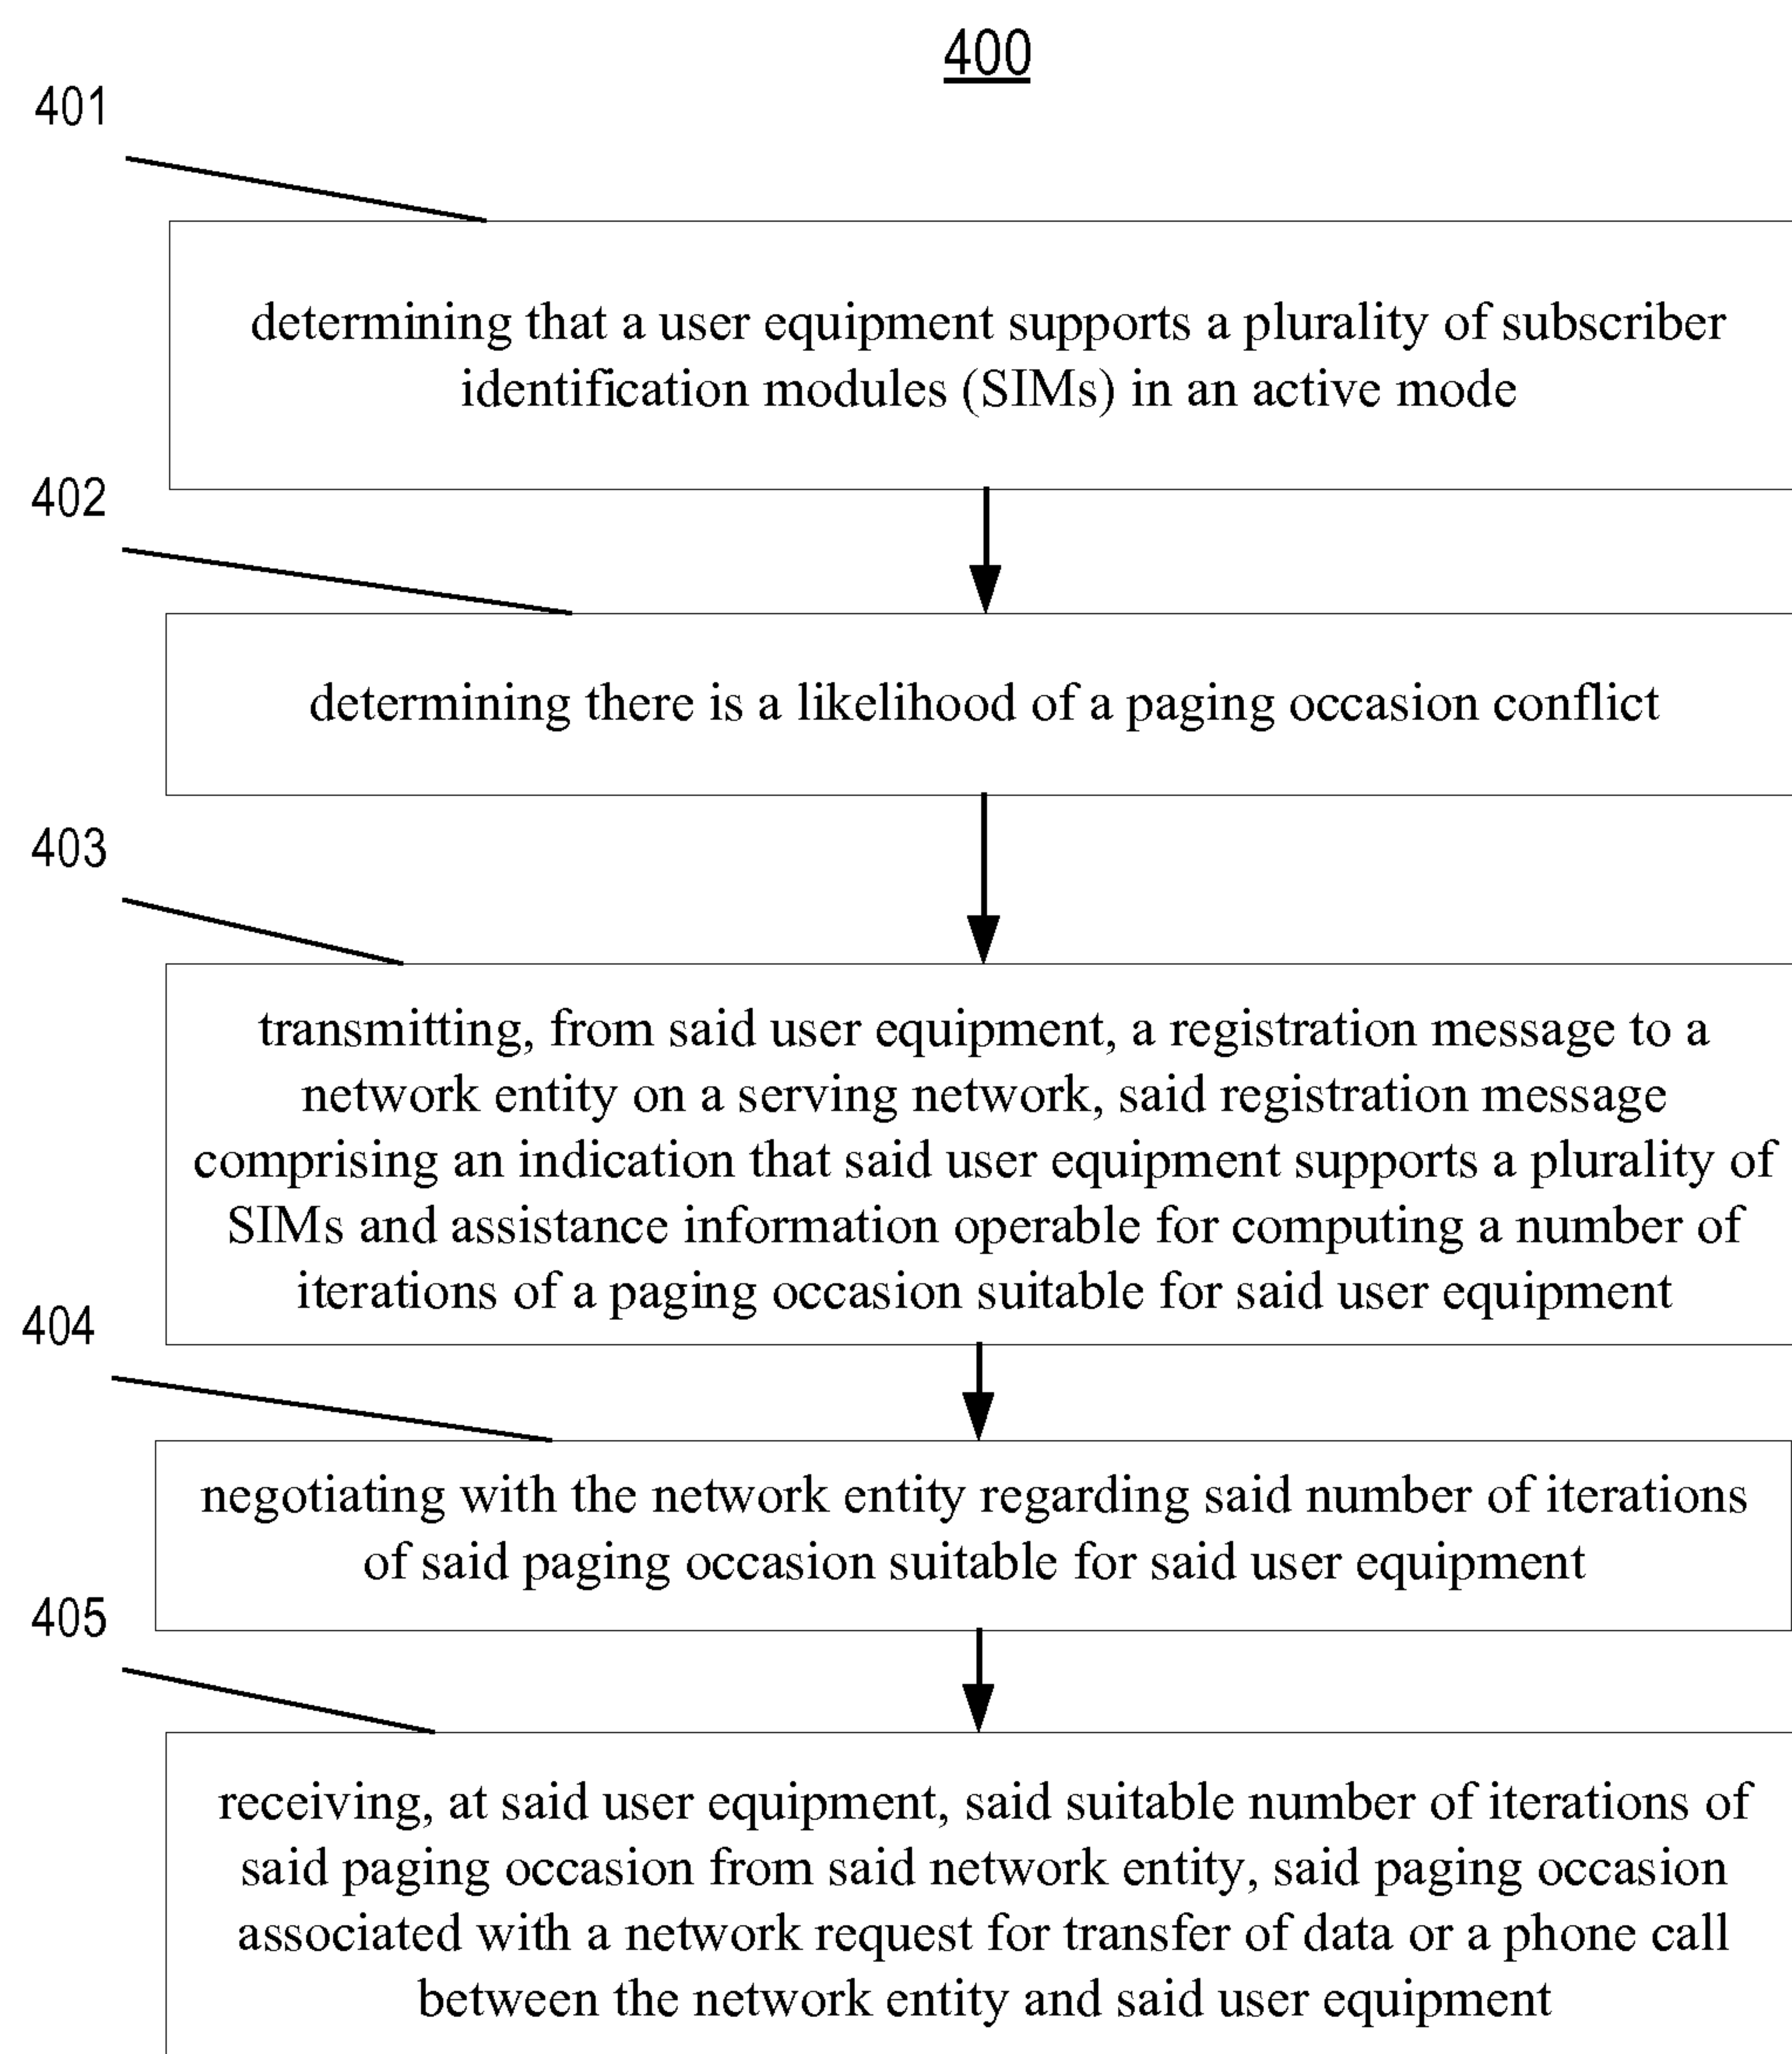 400
401
determining that a user equipment supports a plurality of subscriber
identification modules (SIMs) in an active mode
402
determining there is a likelihood of a paging occasion conflict
403
transmitting, from said user equipment, a registration message to a
network entity on a serving network, said registration message
comprising an indication that said user equipment supports a plurality of
SIMs and assistance information operable for computing a number of
iterations of a paging occasion suitable for said user equipment
404
negotiating with the network entity regarding said number of iterations
of said paging occasion suitable for said user equipment
405
receiving, at said user equipment, said suitable number of iterations of
said paging occasion from said network entity, said paging occasion
associated with a network request for transfer of data or a phone call
between the network entity and said user equipment